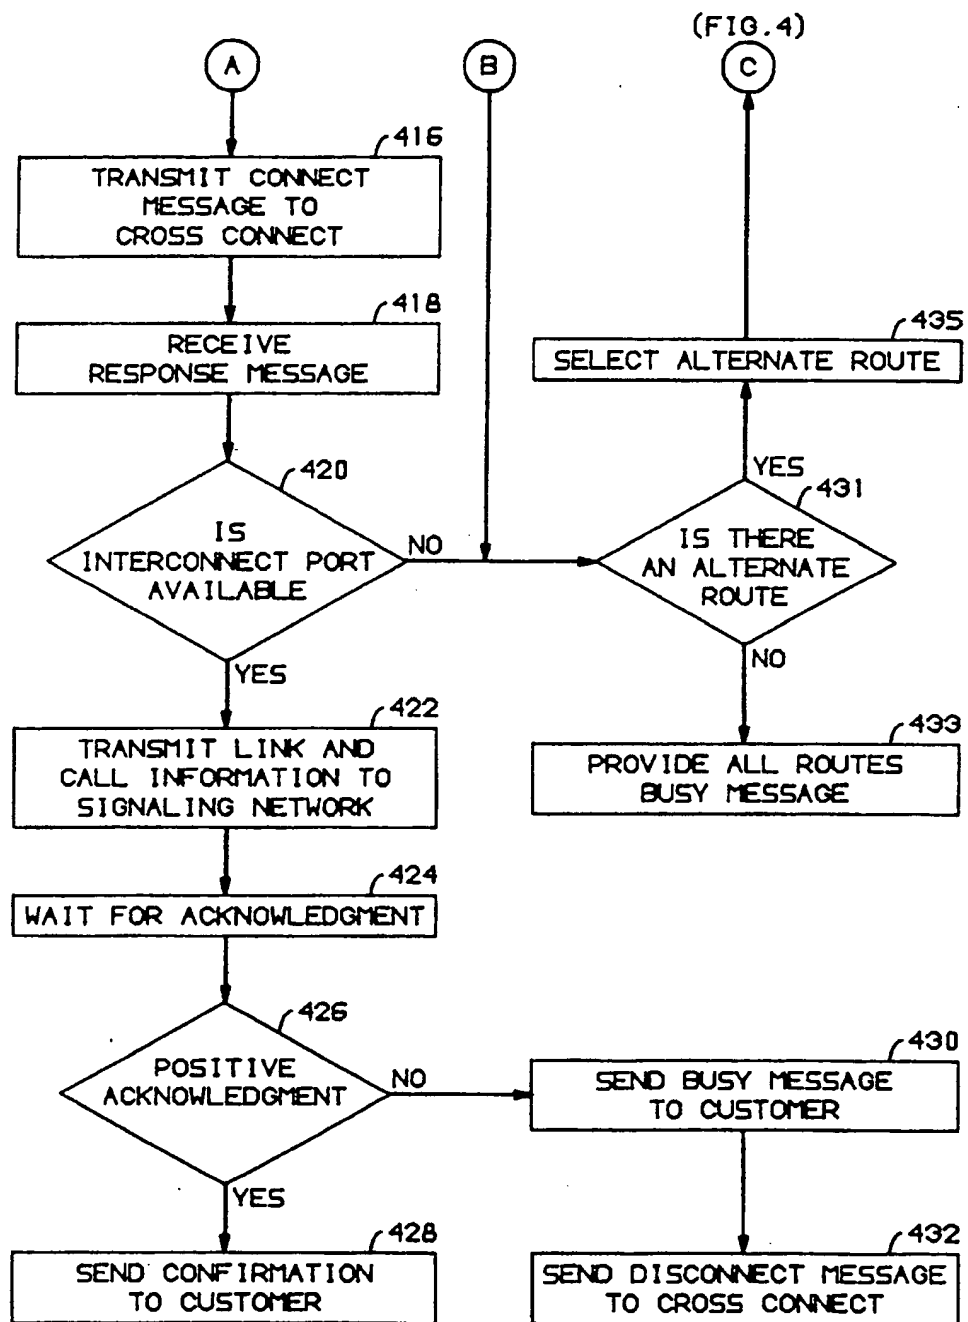 (FIG.4)
A
B
C
416
TRANSMIT CONNECT
MESSAGE TO
CROSS CONNECT
418
RECEIVE
RESPONSE MESSAGE
435
SELECT ALTERNATE ROUTE
420
IS
INTERCONNECT PORT
AVAILABLE
NO
YES
YES
431
IS THERE
AN ALTERNATE
ROUTE
NO
422
TRANSMIT LINK AND
CALL INFORMATION TO
SIGNALING NETWORK
433
PROVIDE ALL ROUTES
BUSY MESSAGE
424
WAIT FOR ACKNOWLEDGMENT
426
POSITIVE
ACKNOWLEDGMENT
NO
YES
430
SEND BUSY MESSAGE
TO CUSTOMER
428
SEND CONFIRMATION
TO CUSTOMER
432
SEND DISCONNECT MESSAGE
TO CROSS CONNECT